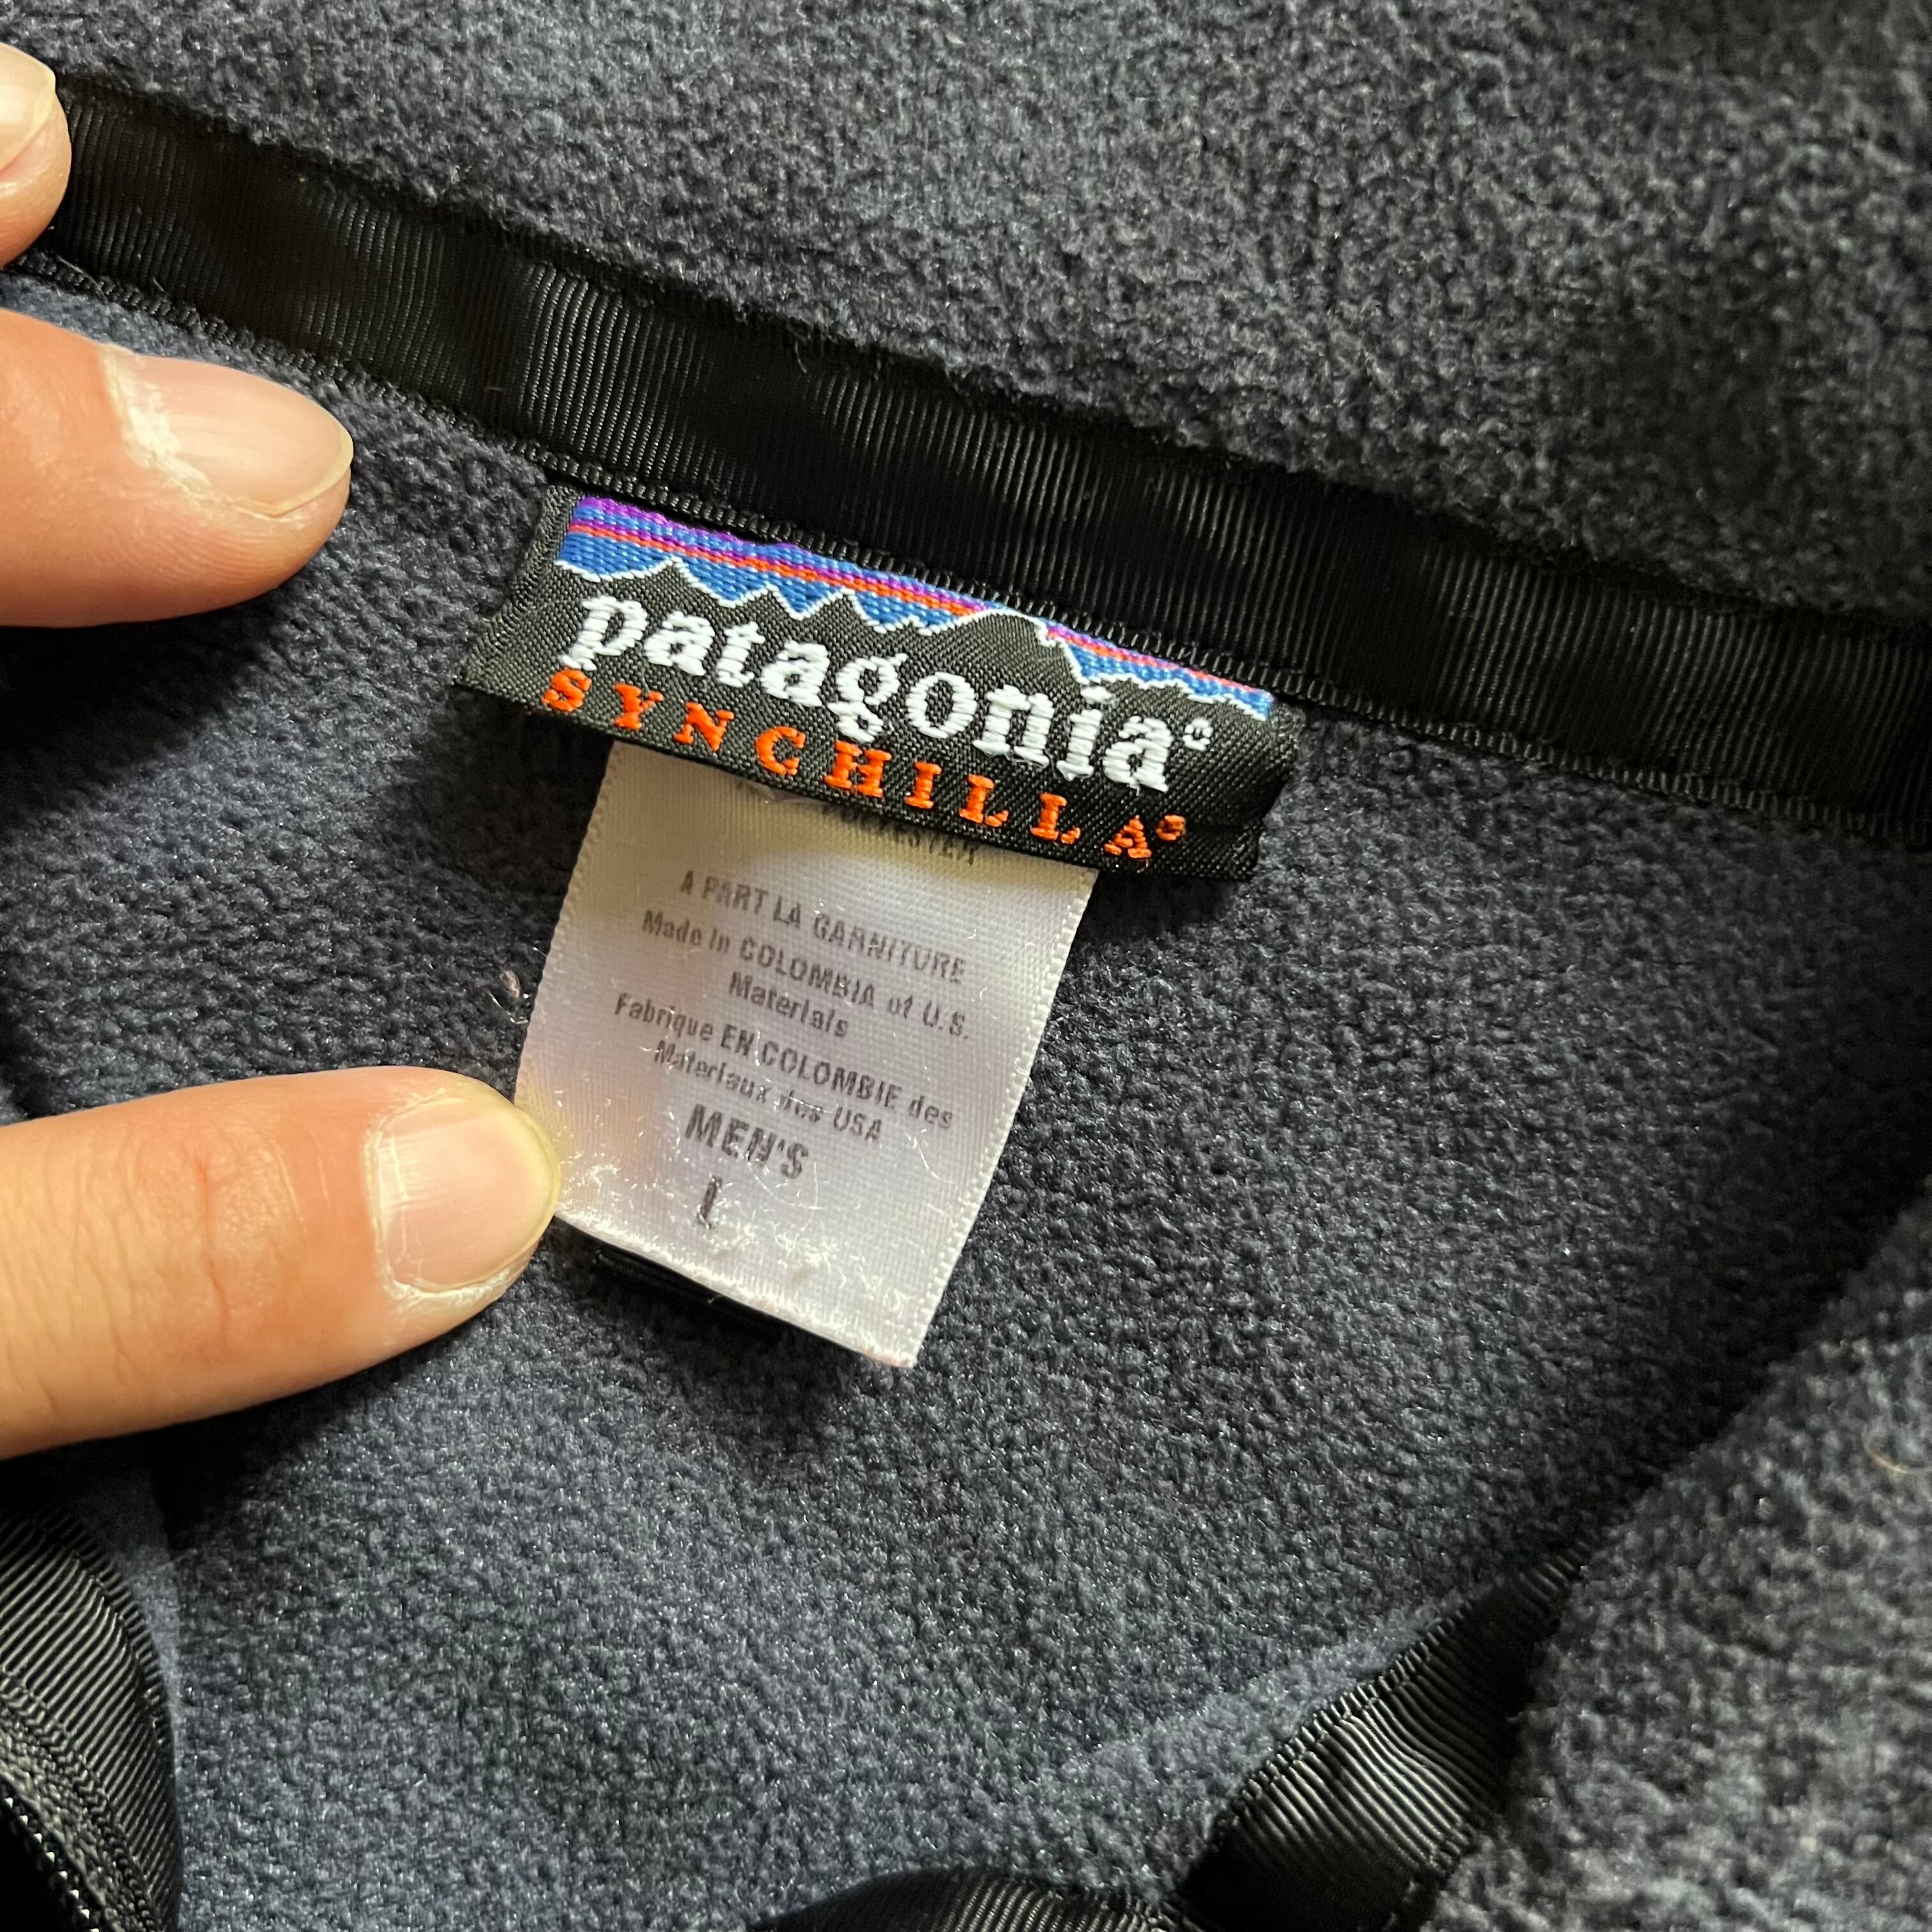 patagonia®
SYNCHILLA®
A PART LA GARNITURE
Made in COLOMBIA of U.S.
Materials
Fabrique EN COLOMBIE des
Materiaux des USA
MEN'S
L